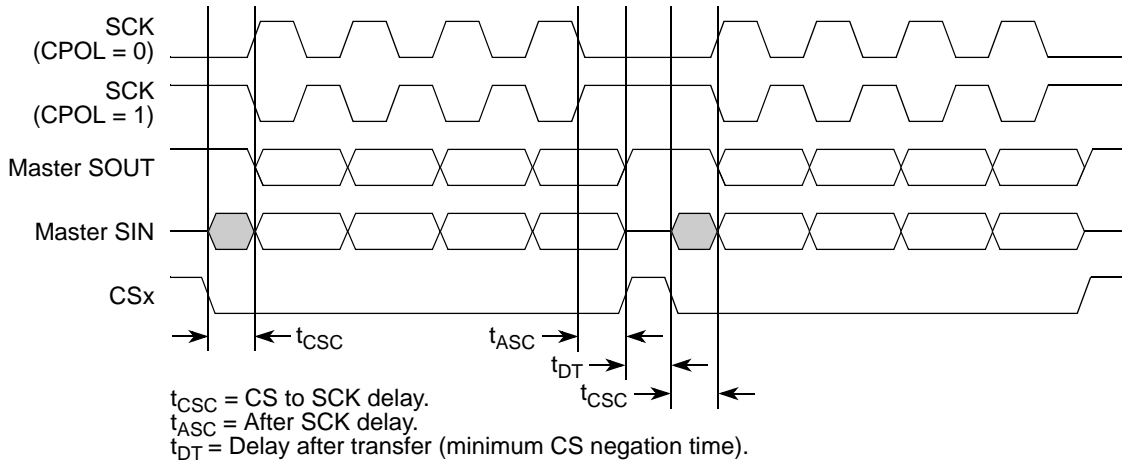 SCK
(CPOL = 0)
SCK
(CPOL = 1)
Master SOUT
Master SIN
CSx
tCSC
tASC
tDT
tCSC
tCSC = CS to SCK delay.
tASC = After SCK delay.
tDT = Delay after transfer (minimum CS negation time).